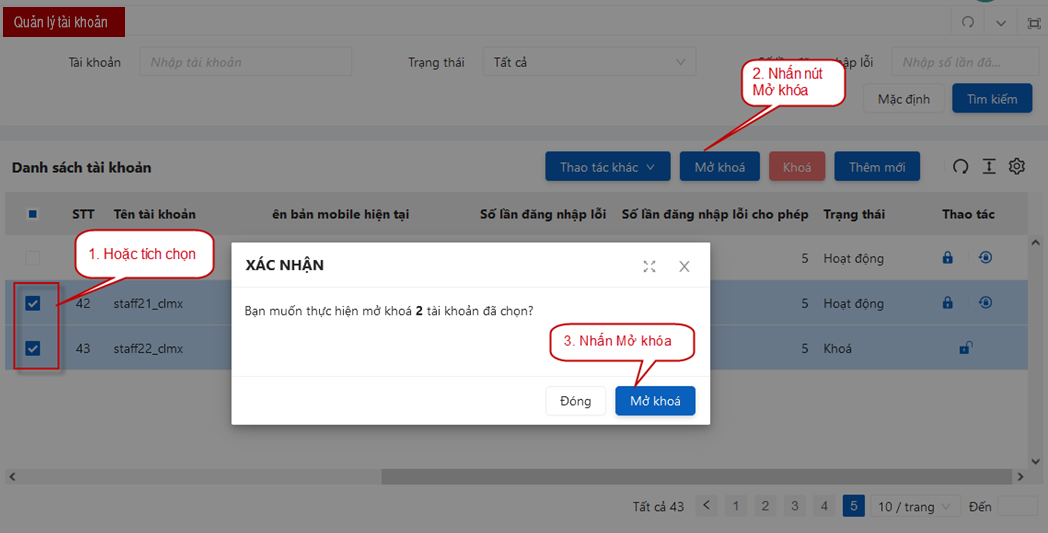 Quản lý tài khoản
Tài khoản
Nhập tài khoản
Trạng thái
Tất cả
nhập lỗi
Nhập số lần đã...
2. Nhấn nút
Mở khóa
Mặc định
Tìm kiếm
Danh sách tài khoản
Thao tác khác
Mở khoá
Khoá
Thêm mới
STT
Tên tài khoản
ên bản mobile hiện tại
Số lần đăng nhập lỗi
Số lần đăng nhập lỗi cho phép
Trạng thái
Thao tác
1. Hoặc tích chọn
5 Hoạt động
42 staff21_clmx 5 Hoạt động
43 staff22_clmx 5 Khoá
XÁC NHẬN
Bạn muốn thực hiện mở khoá 2 tài khoản đã chọn?
3. Nhấn Mở khóa
Đóng
Mở khoá
Tất cả 43
1
2
3
4
5
10 / trang
Đến